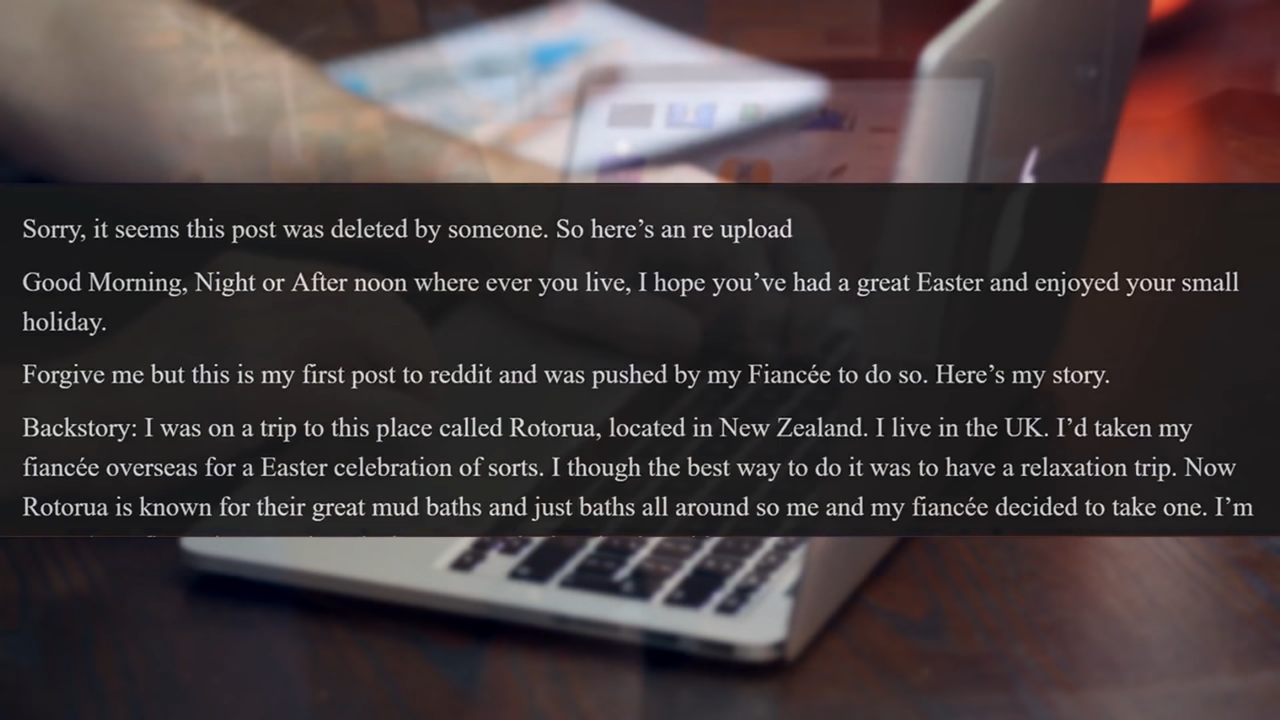 Sorry, it seems this post was deleted by someone. So here’s an re upload
Good Morning, Night or After noon where ever you live, I hope you’ve had a great Easter and enjoyed your small
holiday.
Forgive me but this is my first post to reddit and was pushed by my Fiancée to do so. Here’s my story.
Backstory: I was on a trip to this place called Rotorua, located in New Zealand. I live in the UK. I’d taken my
fiancée overseas for a Easter celebration of sorts. I though the best way to do it was to have a relaxation trip. Now
Rotorua is known for their great mud baths and just baths all around so me and my fiancée decided to take one. I’m